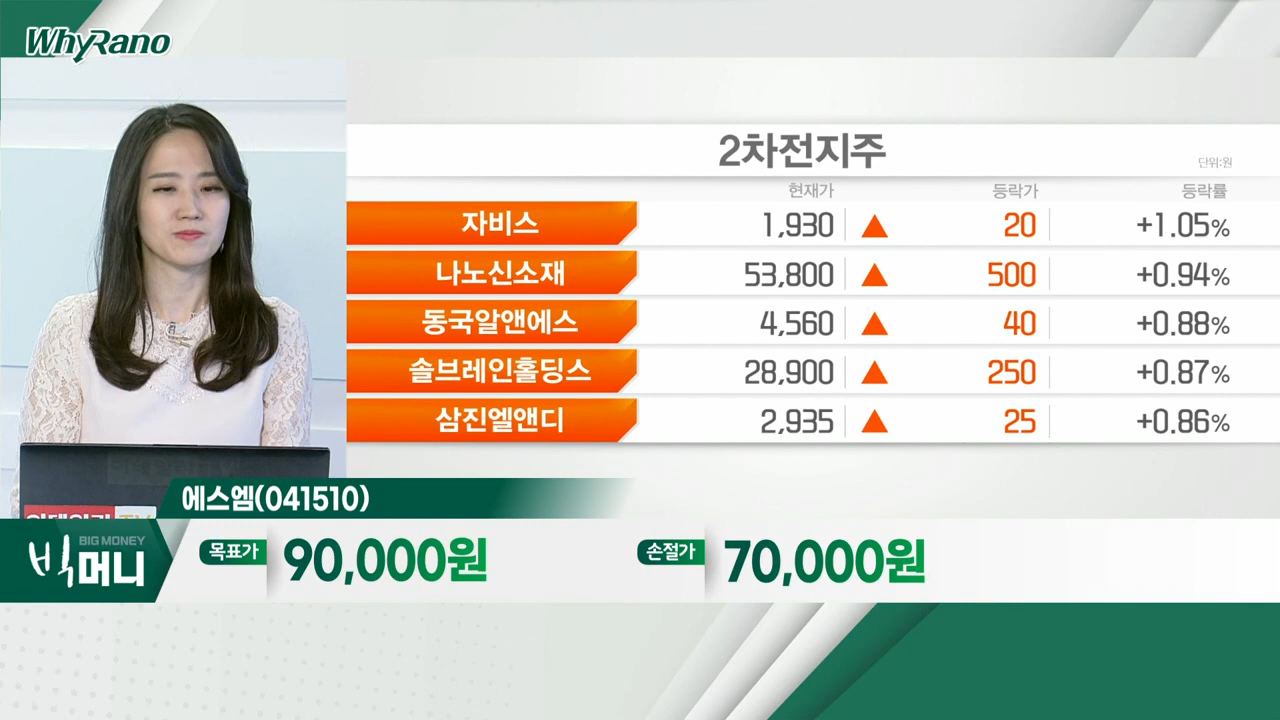 WhyRano
2차전지주
단위:원
현재가 등락가 등락률
자비스 1,930 ▲ 20 +1.05%
나노신소재 53,800 ▲ 500 +0.94%
동국알앤에스 4,560 ▲ 40 +0.88%
솔브레인홀딩스 28,900 ▲ 250 +0.87%
삼진엘앤디 2,935 ▲ 25 +0.86%
에스엠(041510)
BIG MONEY
빅머니
목표가 90,000원 손절가 70,000원